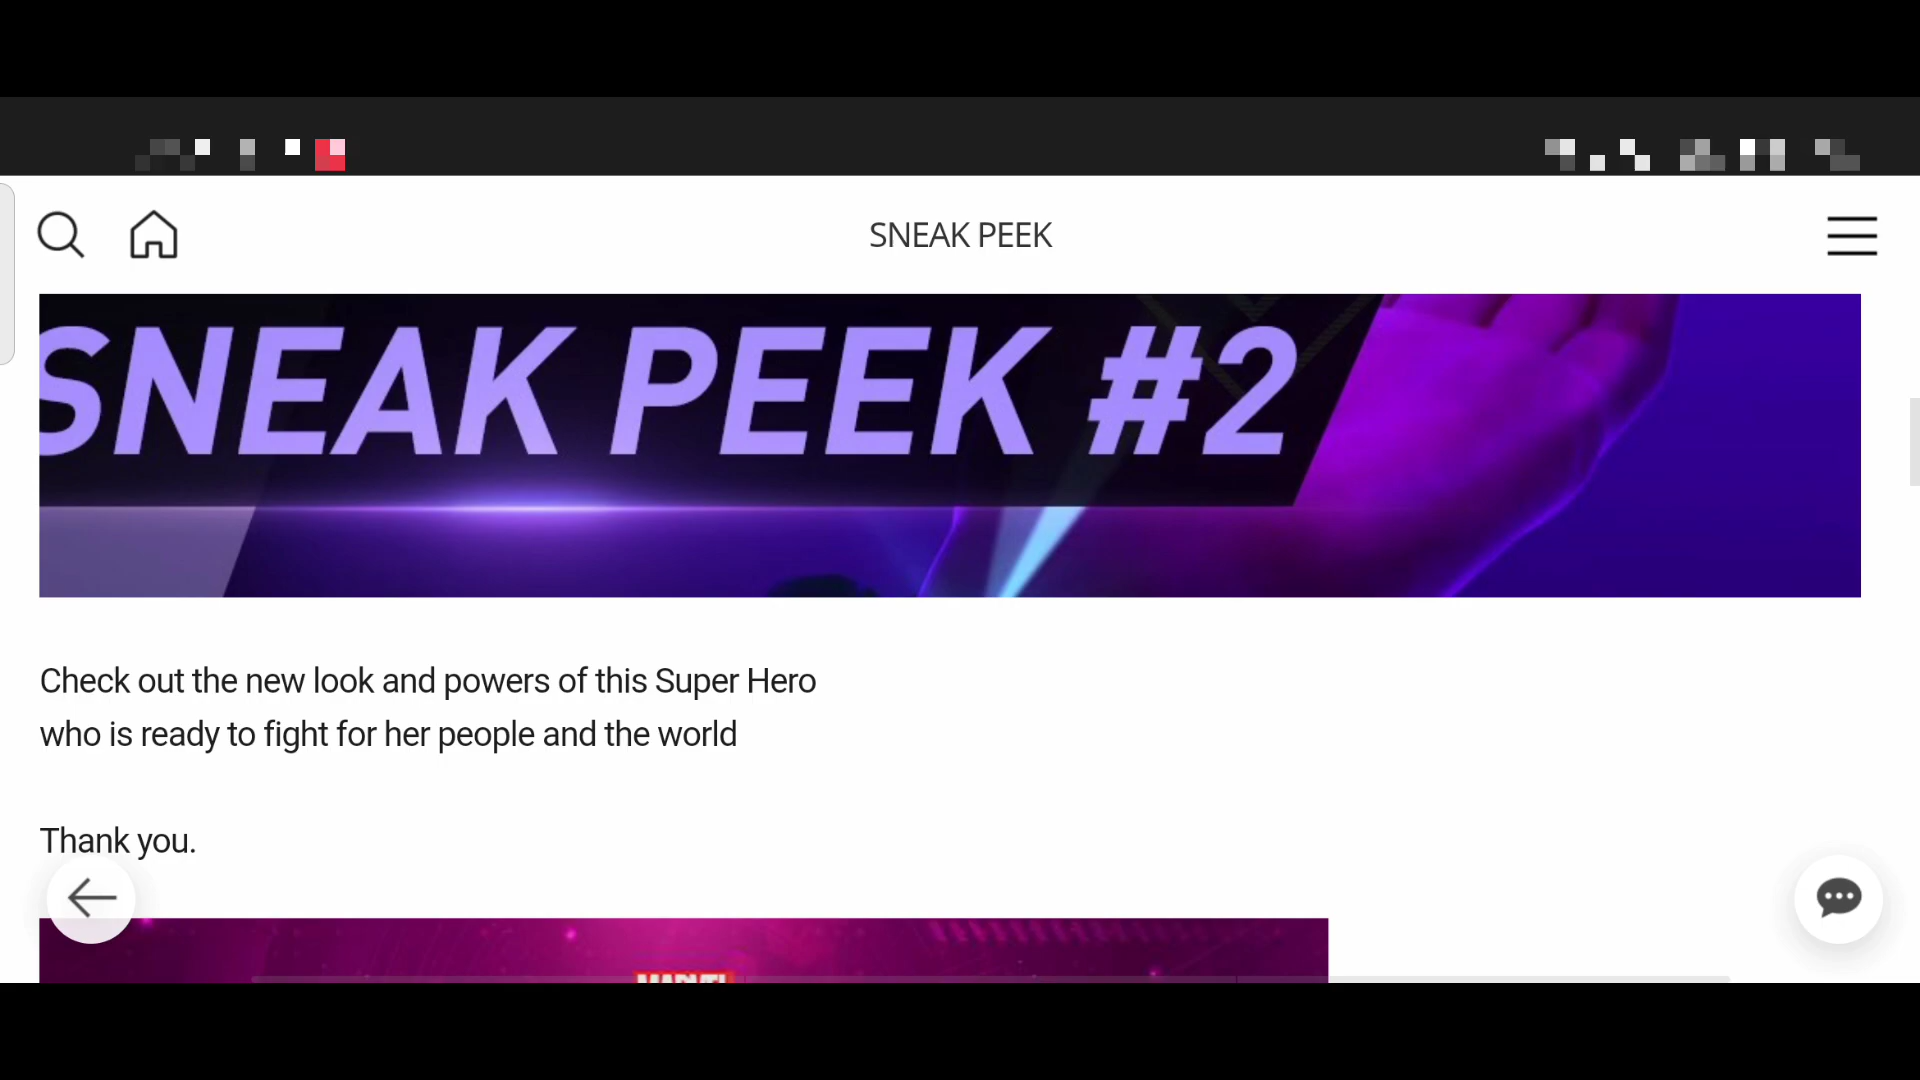 SNEAK PEEK
SNEAK PEEK #2
Check out the new look and powers of this Super Hero
who is ready to fight for her people and the world
Thank you.
MARVEL